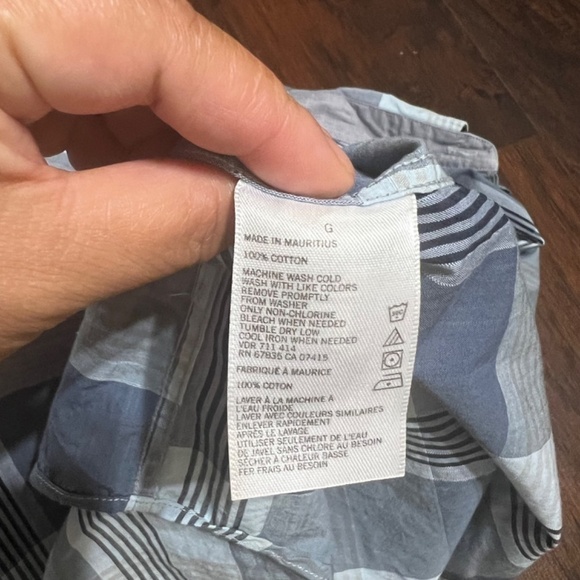 G
MADE IN MAURITIUS
100% COTTON
MACHINE WASH COLD
WASH WITH LIKE COLORS
REMOVE PROMPTLY
FROM WASHER
ONLY NON-CHLORINE
BLEACH WHEN NEEDED
TUMBLE DRY LOW
COOL IRON WHEN NEEDED
VDR 711 414
RN 67835 CA 07415
FABRIQUÉ À MAURICE
100% COTON
LAVER À LA MACHINE À
L'EAU FROIDE
LAVER AVEC COULEURS SIMILAIRES
ENLEVER RAPIDEMENT
APRÈS LE LAVAGE
UTILISER SEULEMENT DE L'EAU
DE JAVEL SANS CHLORE AU BESOIN
SÉCHER À CHALEUR BASSE
FER FRAIS AU BESOIN